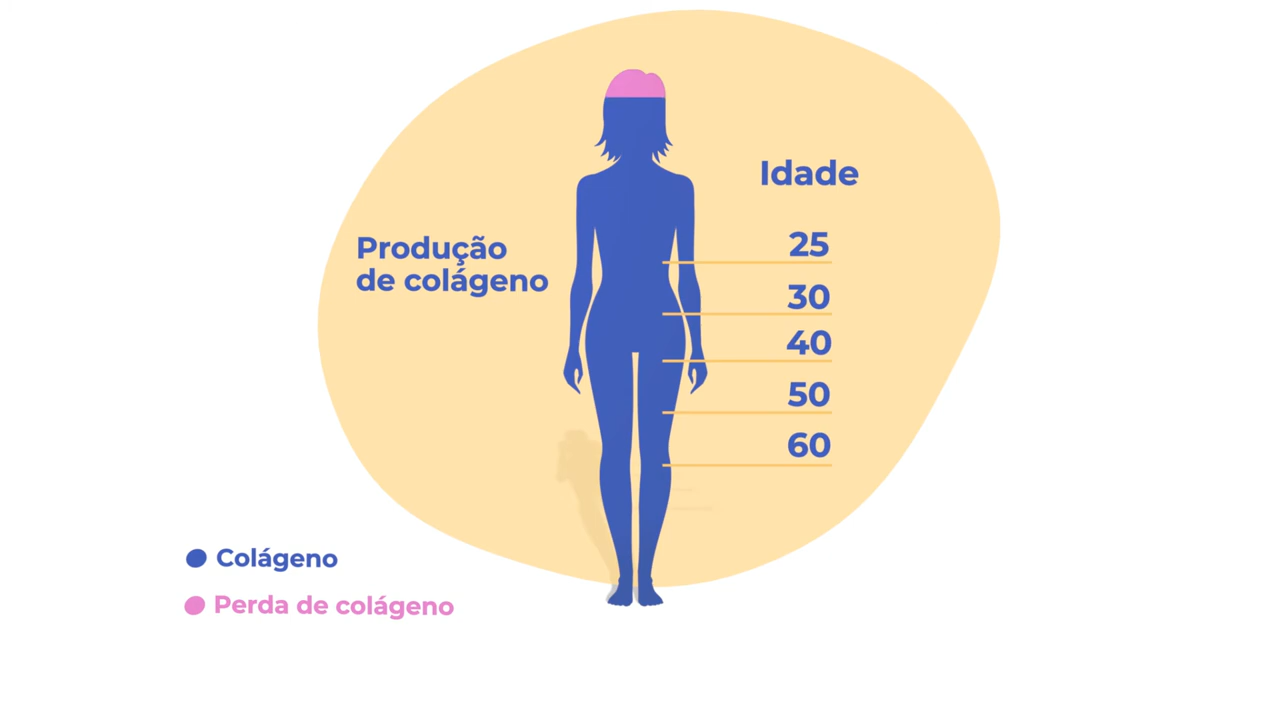 Idade
Produção
de colágeno
25
30
40
50
60
Colágeno
Perda de colágeno